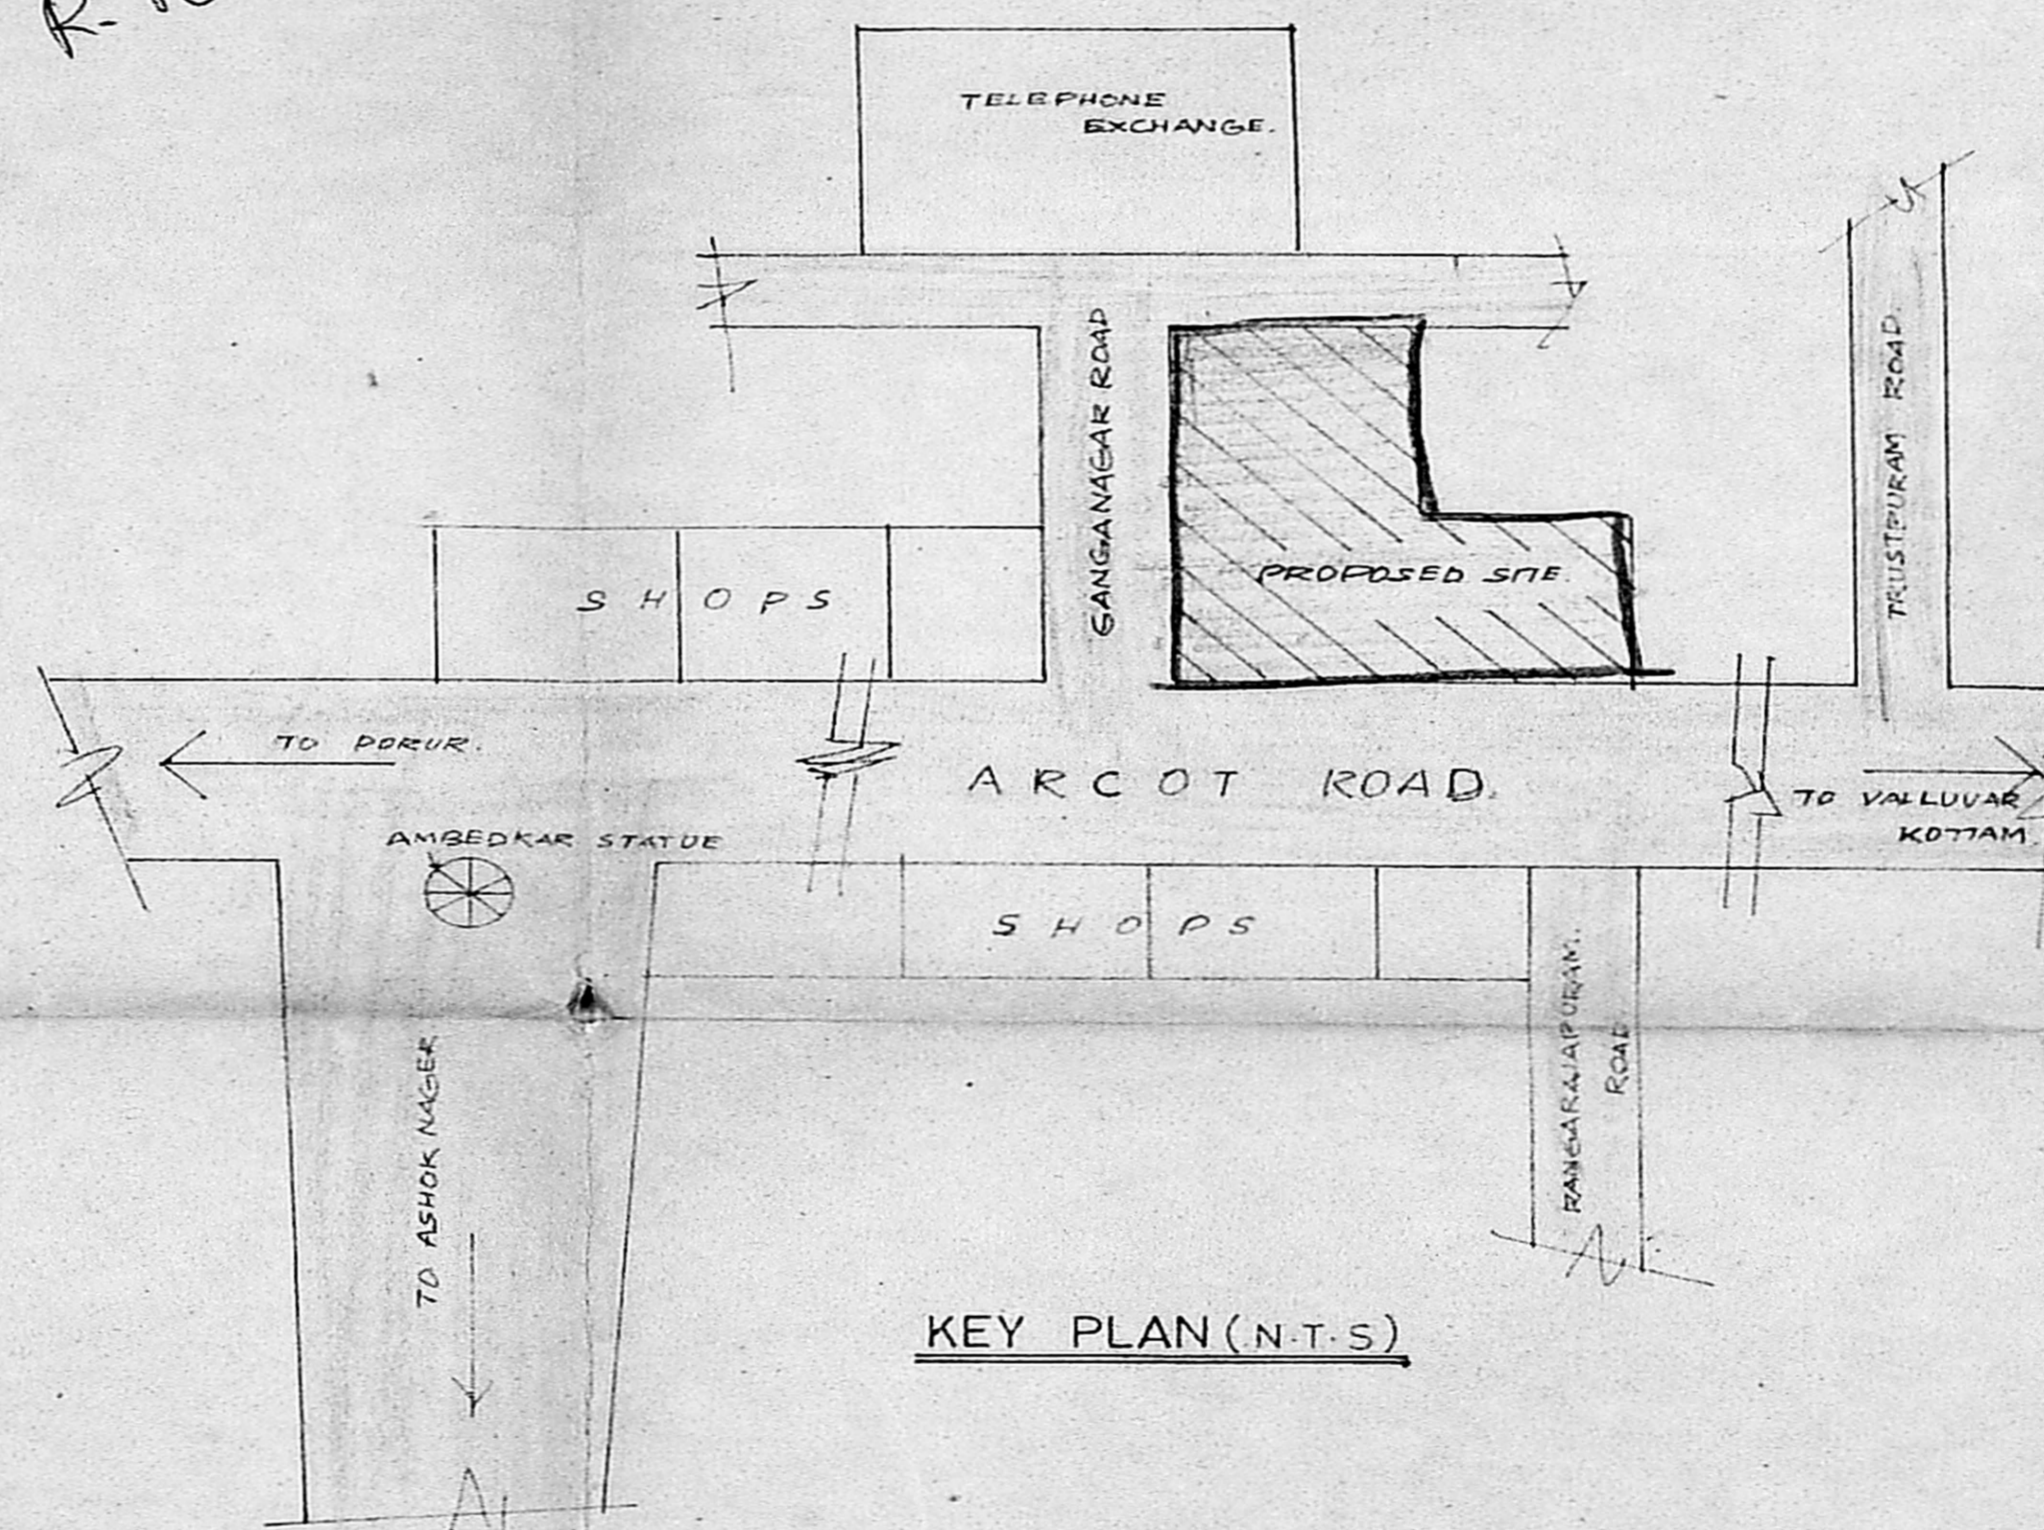 TELEPHONE
EXCHANGE.
GANGANAGAR ROAD
TRUSTPURAM ROAD.
PROPOSED SITE.
SHOPS
TO PORUR.
ARCOT ROAD.
TO VALLUVAR
KOTTAM.
AMBEDKAR STATUE
SHOPS
RANGARAJAPURAM.
ROAD
TO ASHOK NAGER
KEY PLAN (N.T.S)